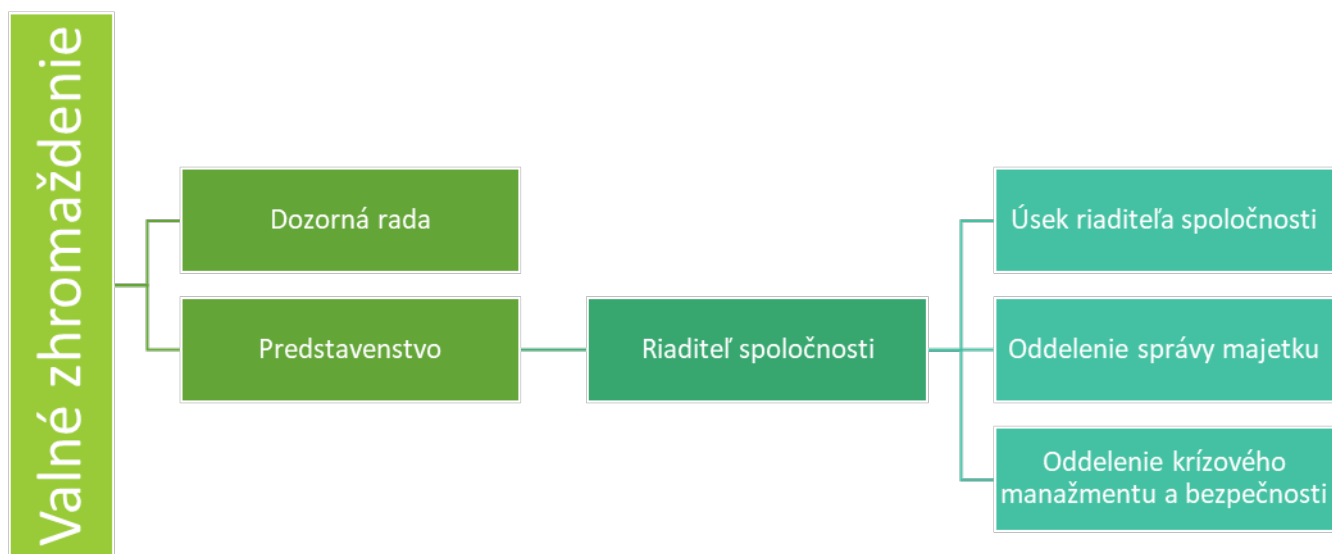 Valné zhromaždenie
Dozorná rada
Predstavenstvo
Riaditeľ spoločnosti
Úsek riaditeľa spoločnosti
Oddelenie správy majetku
Oddelenie krízového
manažmentu a bezpečnosti